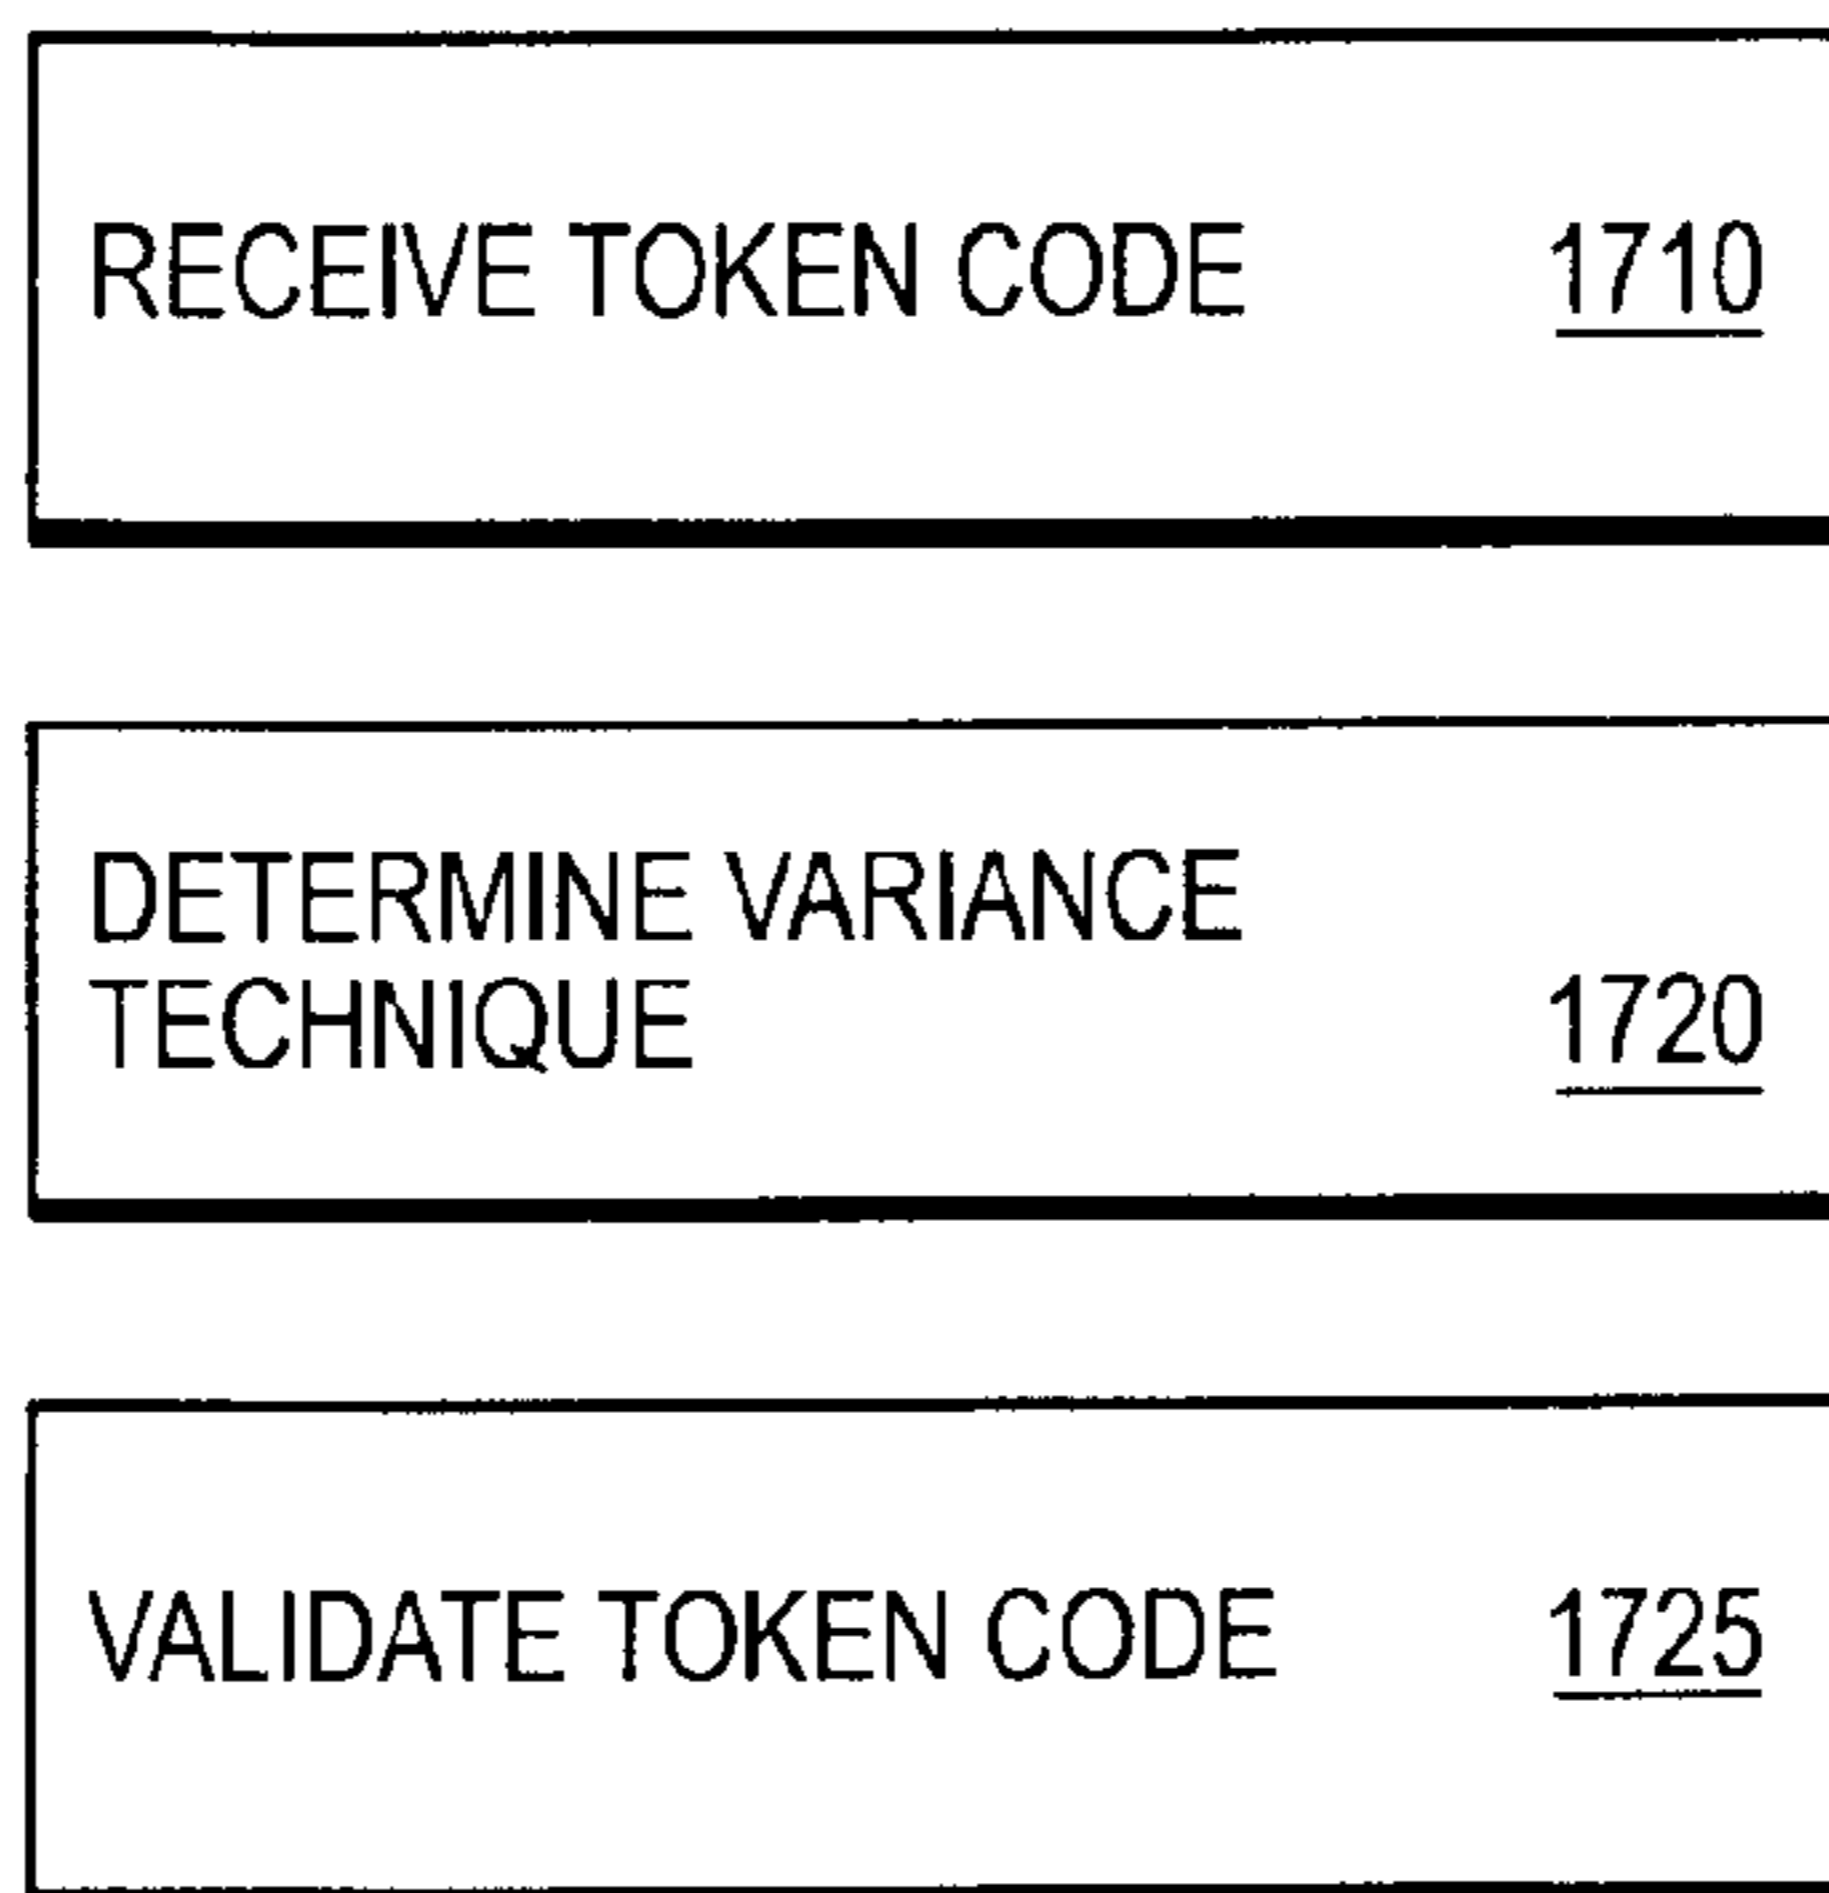 RECEIVE TOKEN CODE 1710
DETERMINE VARIANCE
TECHNIQUE 1720
VALIDATE TOKEN CODE 1725